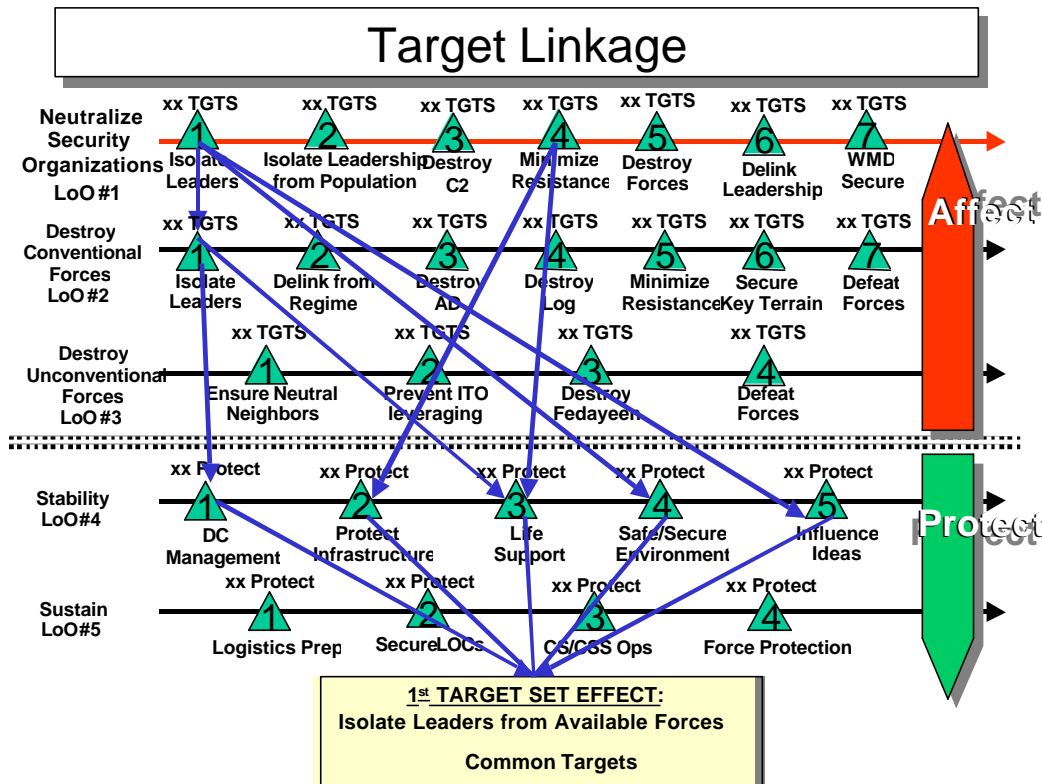 Target Linkage
xx TGTS xx TGTS xx TGTS xx TGTS xx TGTS xx TGTS xx TGTS
Neutralize
Security
Organizations
LoO #1
1 2 3 4 5 6 7
Isolate
Leaders
Isolate Leadership
from Population
Destroy
C2
Minimize
Resistance
Destroy
Forces
Delink
Leadership
WMD
Secure
Affect
xx TGTS xx TGTS xx TGTS xx TGTS xx TGTS xx TGTS xx TGTS
Destroy
Conventional
Forces
LoO #2
1 2 3 4 5 6 7
Isolate
Leaders
Delink from
Regime
Destroy
AD
Destroy
Log
Minimize
Resistance
Secure
Key Terrain
Defeat
Forces
xx TGTS xx TGTS xx TGTS xx TGTS
Destroy
Unconventional
Forces
LoO #3
1 2 3 4
Ensure Neutral
Neighbors
Prevent ITO
leveraging
Destroy
Fedayeen
Defeat
Forces
xx Protect xx Protect xx Protect xx Protect xx Protect
Stability
LoO#4
1 2 3 4 5
DC
Management
Protect
Infrastructure
Life
Support
Safe/Secure
Environment
Influence
Ideas
Protect
xx Protect xx Protect xx Protect xx Protect
Sustain
LoO#5
1 2 3 4
Logistics Prep
SecureLOCs
CS/CSS Ops
Force Protection
1st TARGET SET EFFECT:
Isolate Leaders from Available Forces
Common Targets